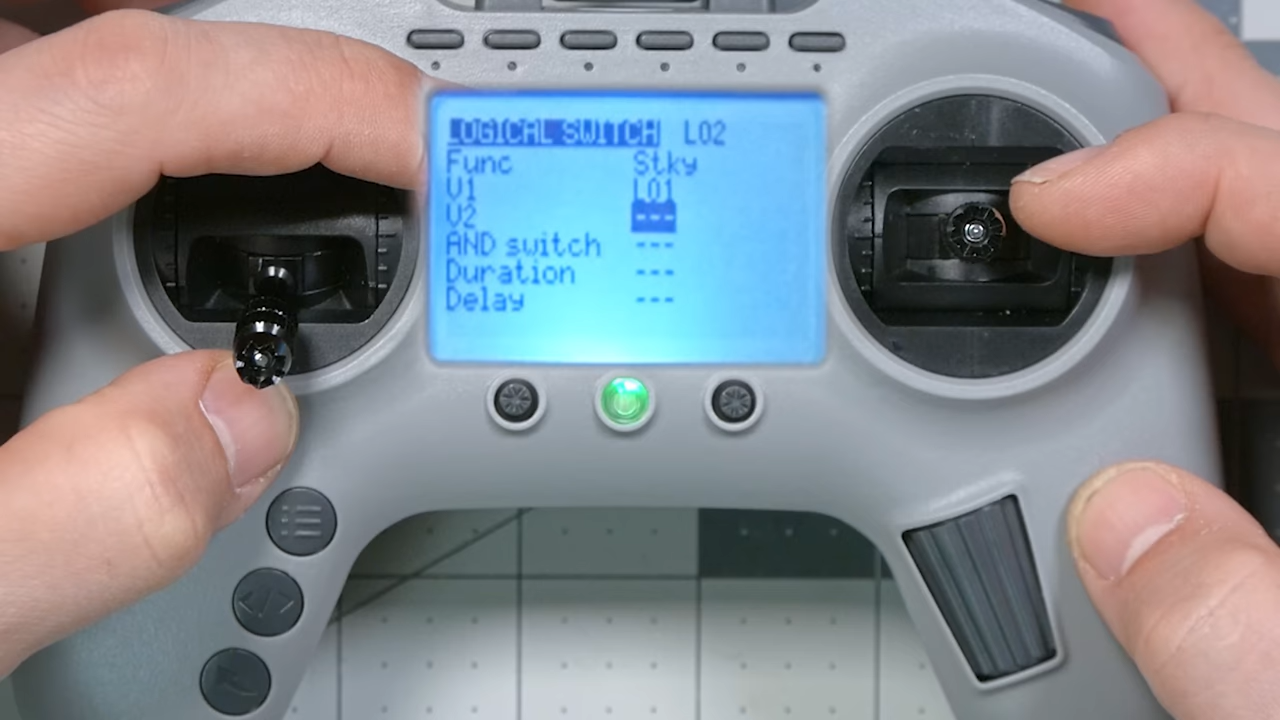 LOGICAL SWITCH L02
Func Stky
V1 L01
V2 ---
AND switch ---
Duration ---
Delay ---